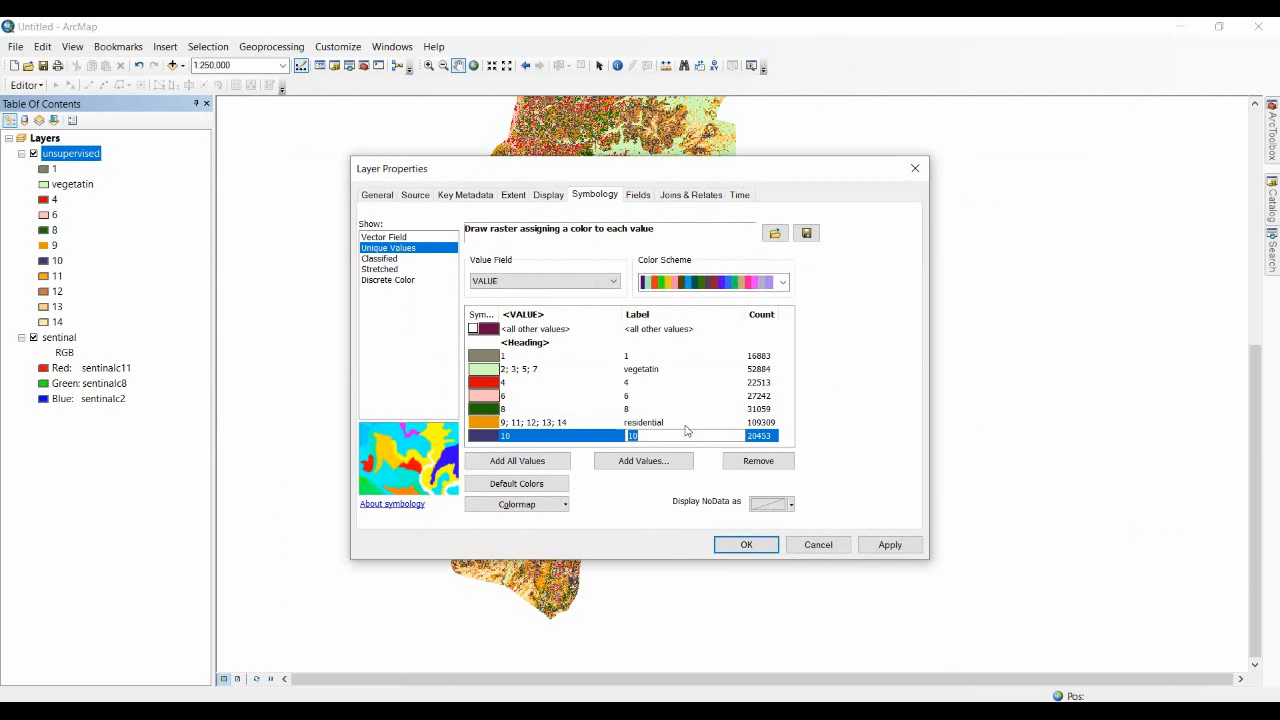 Untitled - ArcMap
File Edit View Bookmarks Insert Selection Geoprocessing Customize Windows Help
1:250,000
Editor
Table Of Contents
Layers
unsupervised
1
vegetatin
4
6
8
9
10
11
12
13
14
sentinal
RGB
Red: sentinalc11
Green: sentinalc8
Blue: sentinalc2
Layer Properties
General Source Key Metadata Extent Display Symbology Fields Joins & Relates Time
Show:
Vector Field
Unique Values
Classified
Stretched
Discrete Color
About symbology
Draw raster assigning a color to each value
Value Field
VALUE
Color Scheme
Sym... <VALUE> Label Count
<all other values> <all other values>
<Heading>
1 1 16883
2; 3; 5; 7 vegetatin 52884
4 4 22513
6 6 27242
8 8 31059
9; 11; 12; 13; 14 residential 109309
10 10 20453
Add All Values Add Values... Remove
Default Colors
Colormap
Display NoData as
OK Cancel Apply
ArcToolbox
Catalog
Search
Pos: